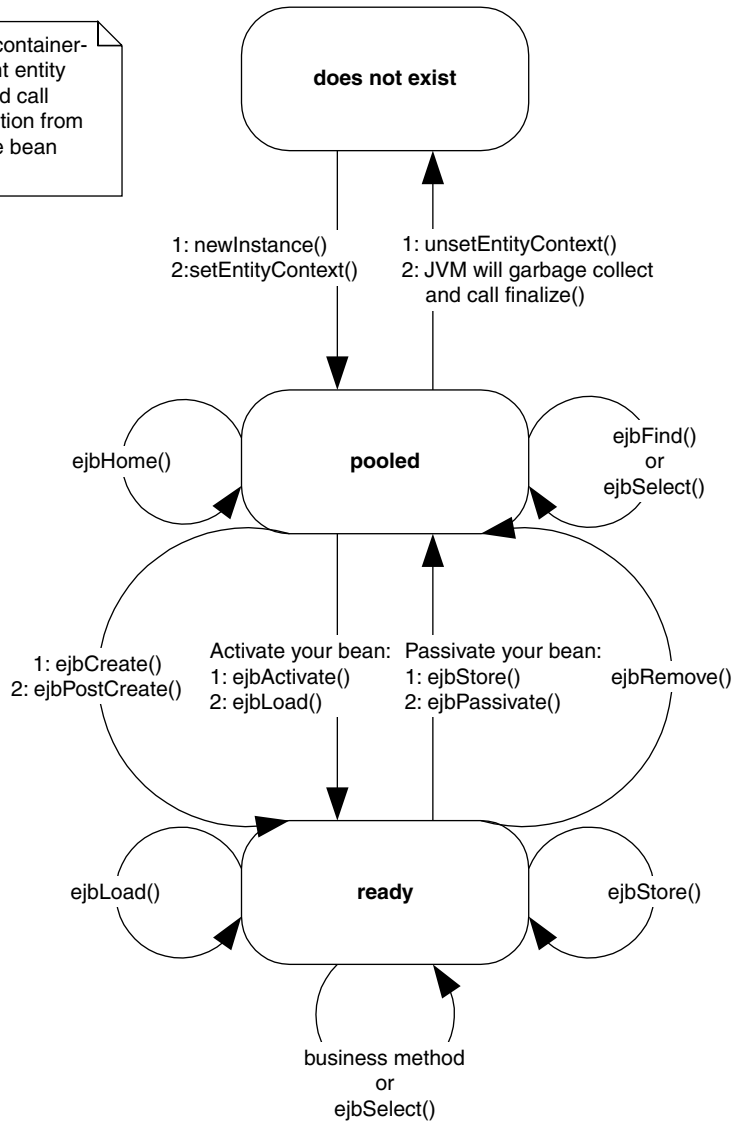 container-
t entity
d call
tion from
e bean
does not exist
1: newInstance()
2:setEntityContext()
1: unsetEntityContext()
2: JVM will garbage collect
and call finalize()
ejbHome()
pooled
ejbFind()
or
ejbSelect()
1: ejbCreate()
2: ejbPostCreate()
Activate your bean:
1: ejbActivate()
2: ejbLoad()
Passivate your bean:
1: ejbStore()
2: ejbPassivate()
ejbRemove()
ejbLoad()
ready
ejbStore()
business method
or
ejbSelect()